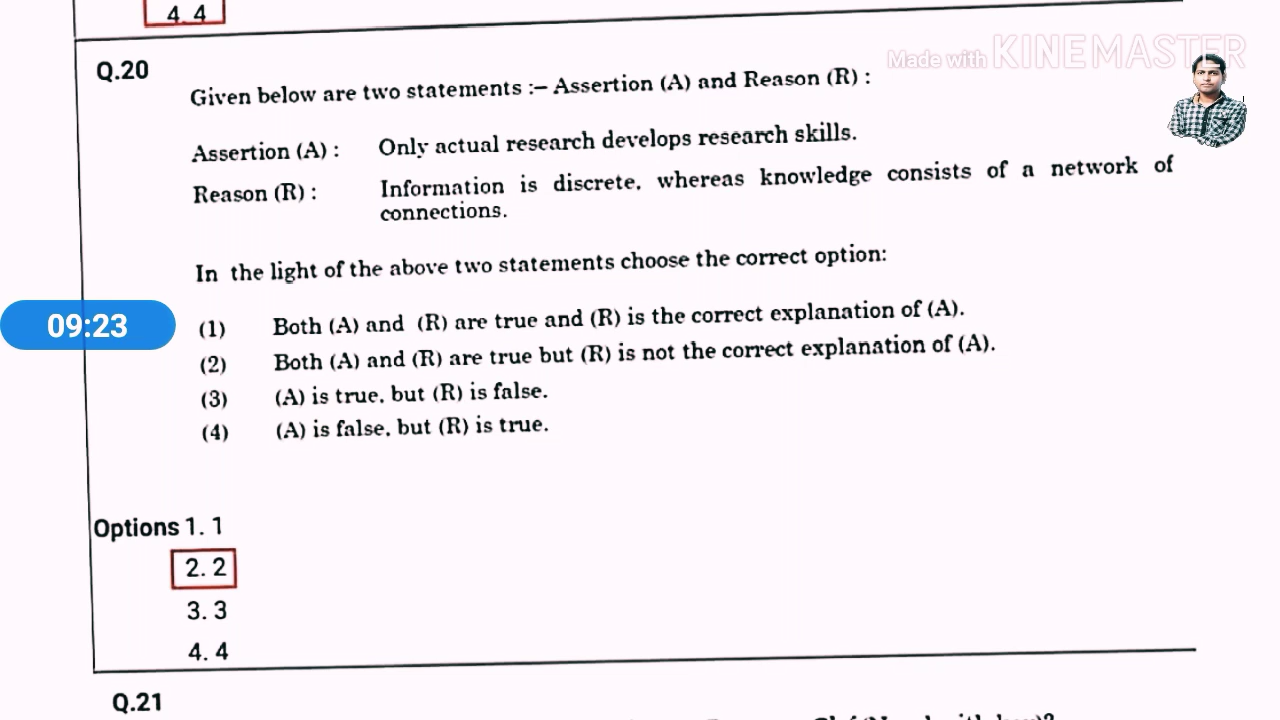 4. 4
Q.20
Made with KINEMASTER
Given below are two statements :– Assertion (A) and Reason (R) :
Assertion (A) : Only actual research develops research skills.
Reason (R) : Information is discrete, whereas knowledge consists of a network of
connections.
In the light of the above two statements choose the correct option:
09:23
(1) Both (A) and (R) are true and (R) is the correct explanation of (A).
(2) Both (A) and (R) are true but (R) is not the correct explanation of (A).
(3) (A) is true, but (R) is false.
(4) (A) is false, but (R) is true.
Options 1. 1
2. 2
3. 3
4. 4
Q.21